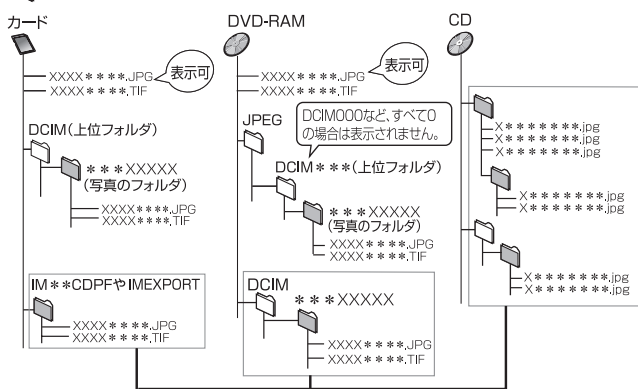 カード
XXXX****.JPG
XXXX****.TIF
表示可
DCIM(上位フォルダ)
***XXXXX
(写真のフォルダ)
XXXX****.JPG
XXXX****.TIF
IM**CDPFやIMEXPORT
XXXX****.JPG
XXXX****.TIF
DVD-RAM
XXXX****.JPG
XXXX****.TIF
表示可
JPEG
DCIM000など、すべて0
の場合は表示されません。
DCIM***(上位フォルダ)
***XXXXX
(写真のフォルダ)
XXXX****.JPG
XXXX****.TIF
DCIM
***XXXXX
XXXX****.JPG
XXXX****.TIF
CD
X*******.jpg
X*******.jpg
X*******.jpg
X*******.jpg
X*******.jpg
X*******.jpg
X*******.jpg